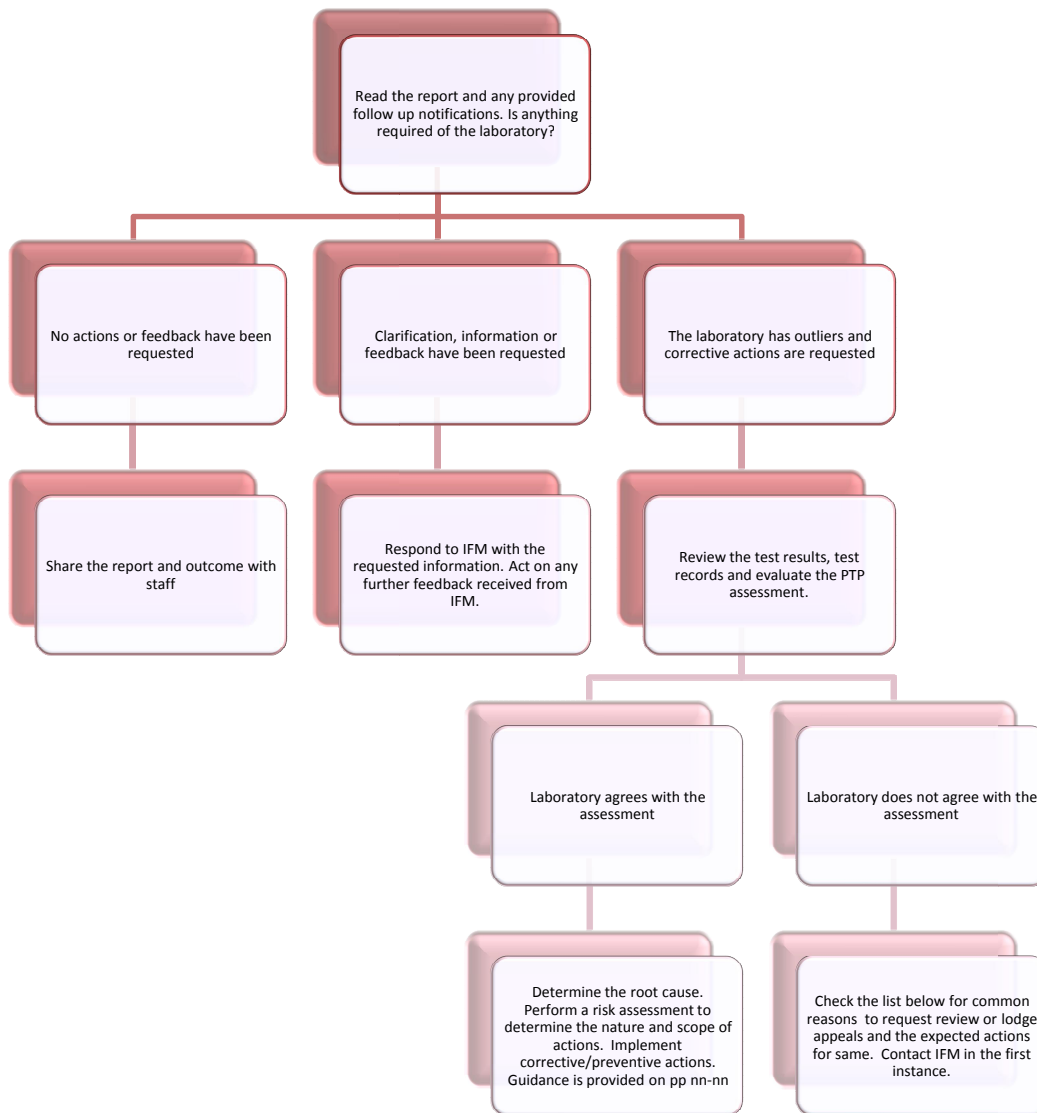 Read the report and any provided
follow up notifications. Is anything
required of the laboratory?
No actions or feedback have been
requested
Clarification, information or
feedback have been requested
The laboratory has outliers and
corrective actions are requested
Share the report and outcome with
staff
Respond to IFM with the
requested information. Act on any
further feedback received from
IFM.
Review the test results, test
records and evaluate the PTP
assessment.
Laboratory agrees with the
assessment
Laboratory does not agree with the
assessment
Determine the root cause.
Perform a risk assessment to
determine the nature and scope of
actions.  Implement
corrective/preventive actions.
Guidance is provided on pp nn-nn
Check the list below for common
reasons  to request review or lodge
appeals and the expected actions
for same.  Contact IFM in the first
instance.